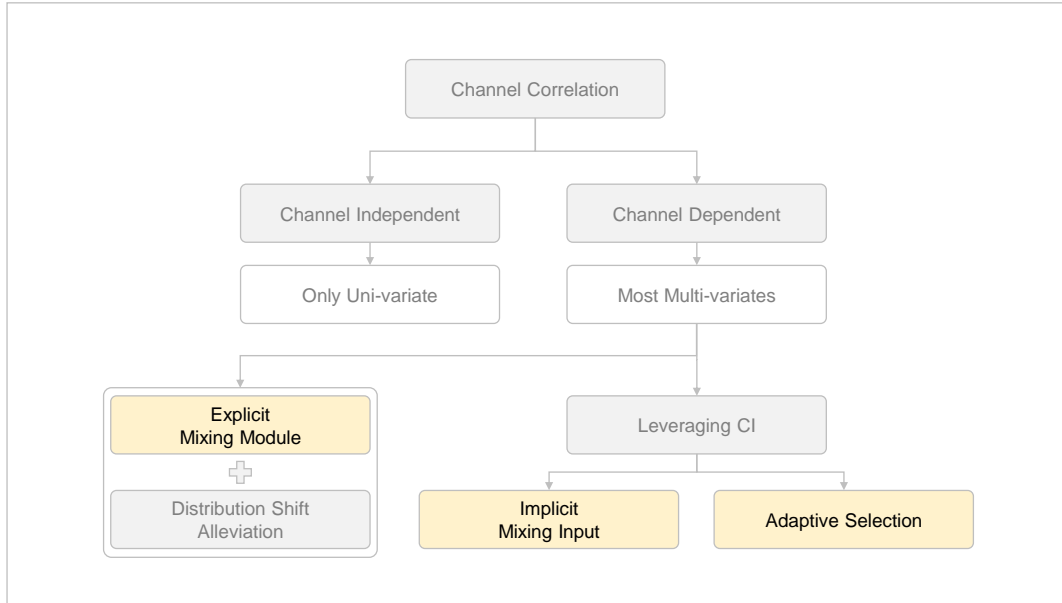 Channel Correlation
Channel Independent
Channel Dependent
Only Uni-variate
Most Multi-variates
Explicit
Mixing Module
Distribution Shift
Alleviation
Leveraging CI
Implicit
Mixing Input
Adaptive Selection